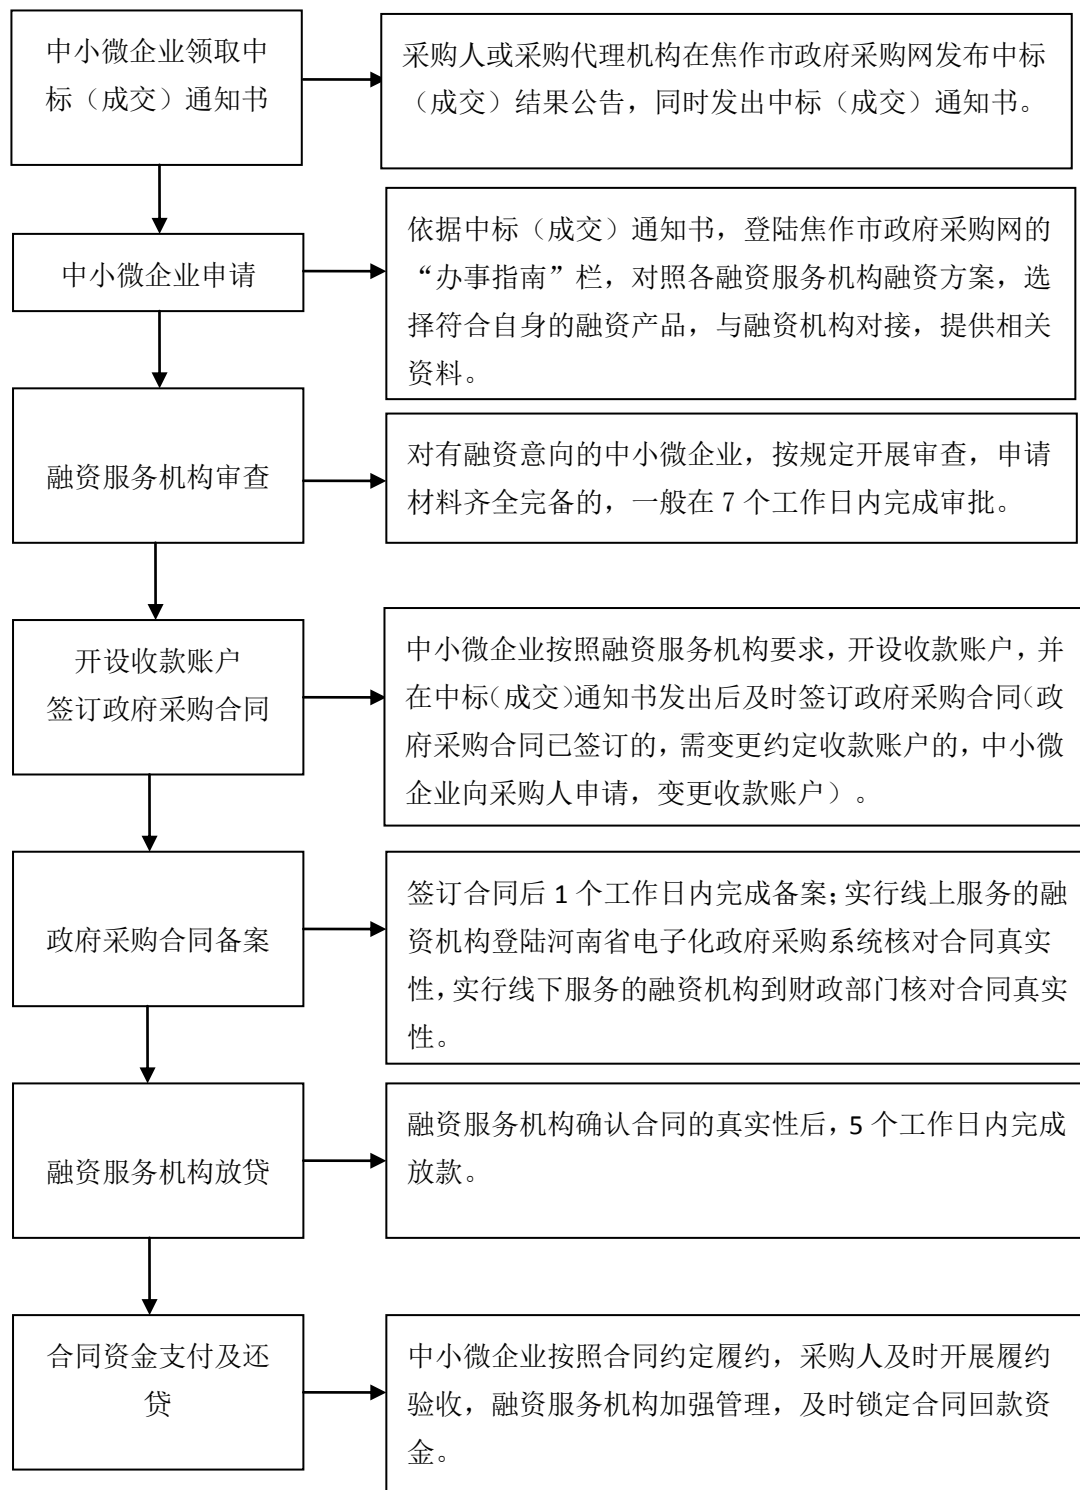 中小微企业领取中
标（成交）通知书
采购人或采购代理机构在焦作市政府采购网发布中标
（成交）结果公告，同时发出中标（成交）通知书。
中小微企业申请
依据中标（成交）通知书，登陆焦作市政府采购网的
“办事指南”栏，对照各融资服务机构融资方案，选
择符合自身的融资产品，与融资机构对接，提供相关
资料。
融资服务机构审查
对有融资意向的中小微企业，按规定开展审查，申请
材料齐全完备的，一般在 7 个工作日内完成审批。
开设收款账户
签订政府采购合同
中小微企业按照融资服务机构要求，开设收款账户，并
在中标（成交）通知书发出后及时签订政府采购合同（政
府采购合同已签订的，需变更约定收款账户的，中小微
企业向采购人申请，变更收款账户）。
政府采购合同备案
签订合同后 1 个工作日内完成备案；实行线上服务的融
资机构登陆河南省电子化政府采购系统核对合同真实
性，实行线下服务的融资机构到财政部门核对合同真实
性。
融资服务机构放贷
融资服务机构确认合同的真实性后，5 个工作日内完成
放款。
合同资金支付及还
贷
中小微企业按照合同约定履约，采购人及时开展履约
验收，融资服务机构加强管理，及时锁定合同回款资
金。